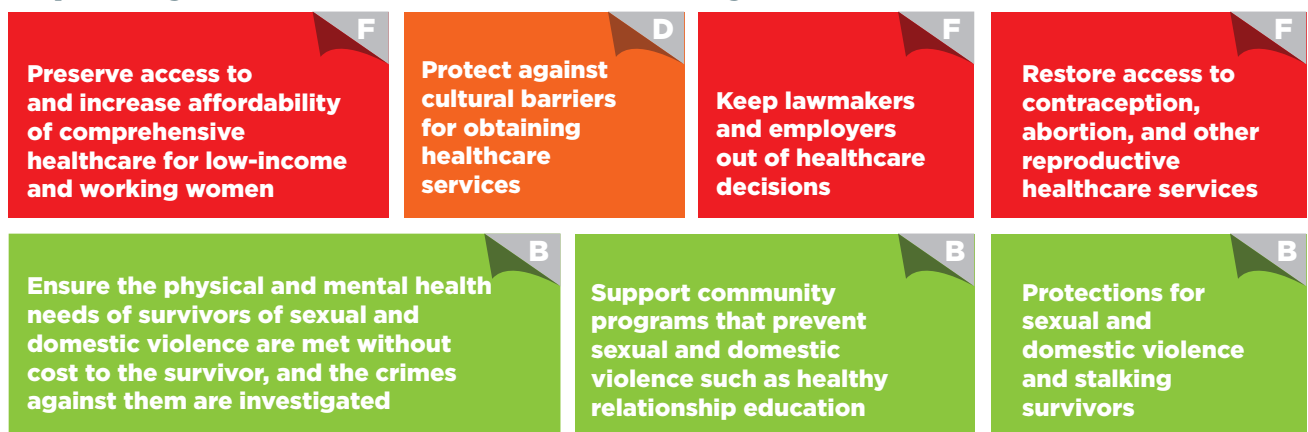 F
Preserve access to
and increase affordability
of comprehensive
healthcare for low-income
and working women
D
Protect against
cultural barriers
for obtaining
healthcare
services
F
Keep lawmakers
and employers
out of healthcare
decisions
F
Restore access to
contraception,
abortion, and other
reproductive
healthcare services
B
Ensure the physical and mental health
needs of survivors of sexual and
domestic violence are met without
cost to the survivor, and the crimes
against them are investigated
B
Support community
programs that prevent
sexual and domestic
violence such as healthy
relationship education
B
Protections for
sexual and
domestic violence
and stalking
survivors